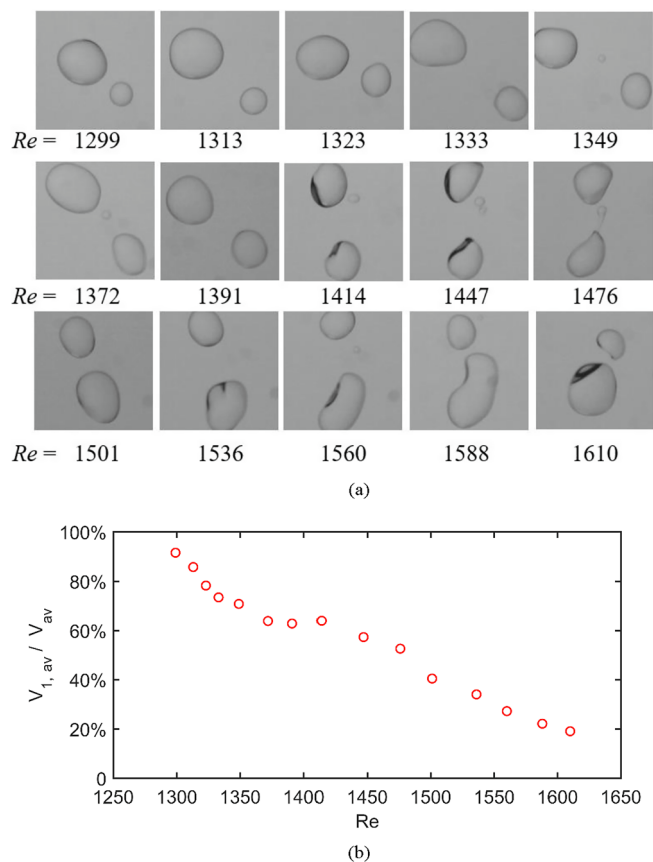 Re = 1299 1313 1323 1333 1349
Re = 1372 1391 1414 1447 1476
Re = 1501 1536 1560 1588 1610
(a)
100%
80%
60%
40%
20%
0
V1, av / Vav
1250 1300 1350 1400 1450 1500 1550 1600 1650
Re
(b)